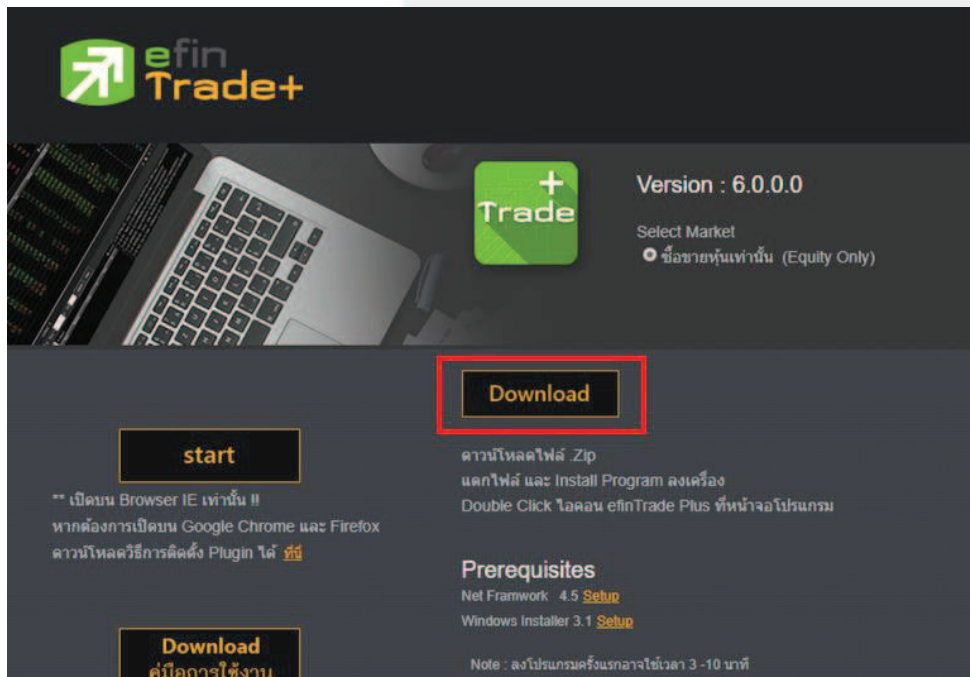 efin
Trade+
+
Trade
Version : 6.0.0.0
Select Market
ซื้อขายหุ้นเท่านั้น (Equity Only)
Download
ดาวน์โหลดไฟล์ .Zip
แตกไฟล์ และ Install Program ลงเครื่อง
Double Click ไอคอน efinTrade Plus ที่หน้าจอโปรแกรม
start
** เปิดบน Browser IE เท่านั้น !!
หากต้องการเปิดบน Google Chrome และ Firefox
ดาวน์โหลดวิธีการติดตั้ง Plugin ได้ ที่นี่
Prerequisites
Net Framwork 4.5 Setup
Windows Installer 3.1 Setup
Note : ลงโปรแกรมครั้งแรกอาจใช้เวลา 3 -10 นาที
Download
คู่มือการใช้งาน